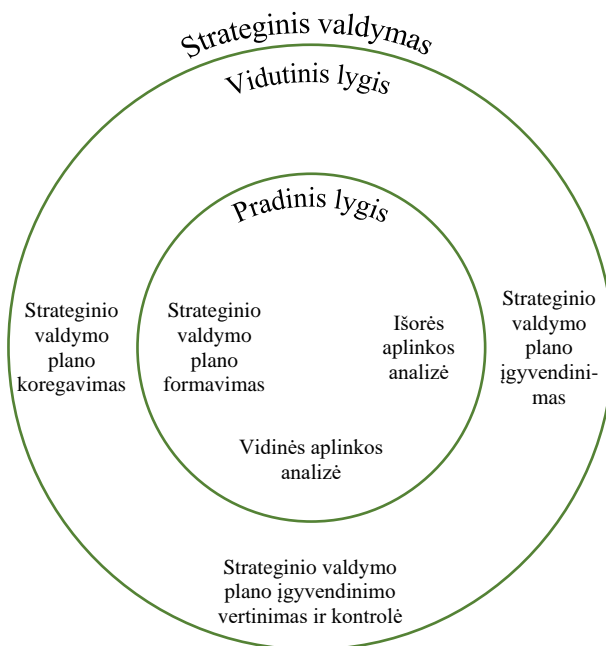 Strateginis valdymas
Vidutinis lygis
Pradinis lygis
Strateginio
valdymo
plano
koregavimas
Strateginio
valdymo
plano
formavimas
Išorės
aplinkos
analizė
Strateginio
valdymo
plano
įgyvendini-
mas
Vidinės aplinkos
analizė
Strateginio valdymo
plano įgyvendinimo
vertinimas ir kontrolė